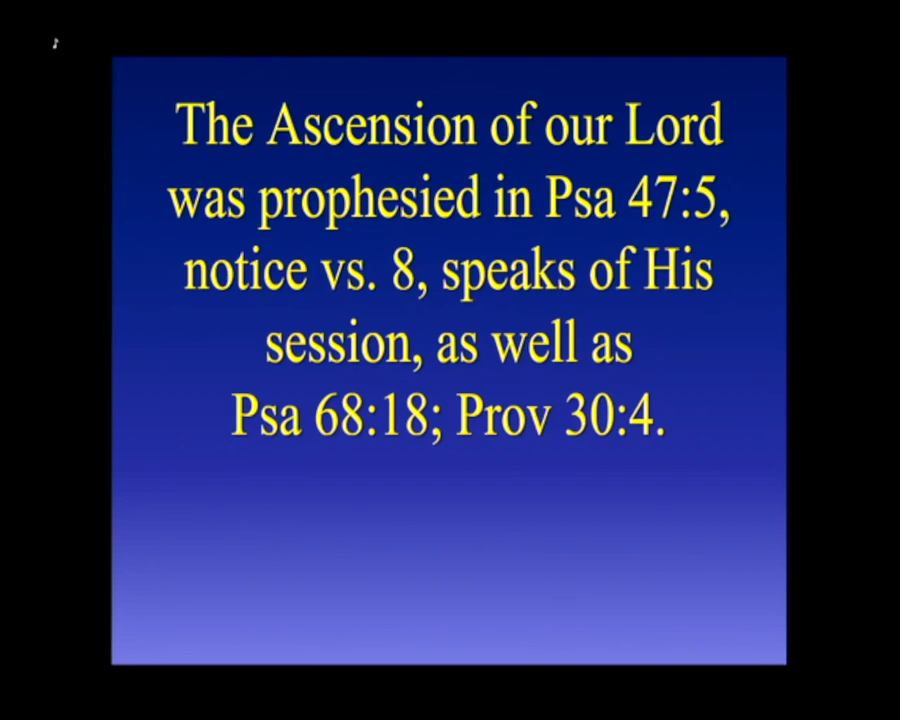 The Ascension of our Lord
was prophesied in Psa 47:5,
notice vs. 8, speaks of His
session, as well as
Psa 68:18; Prov 30:4.